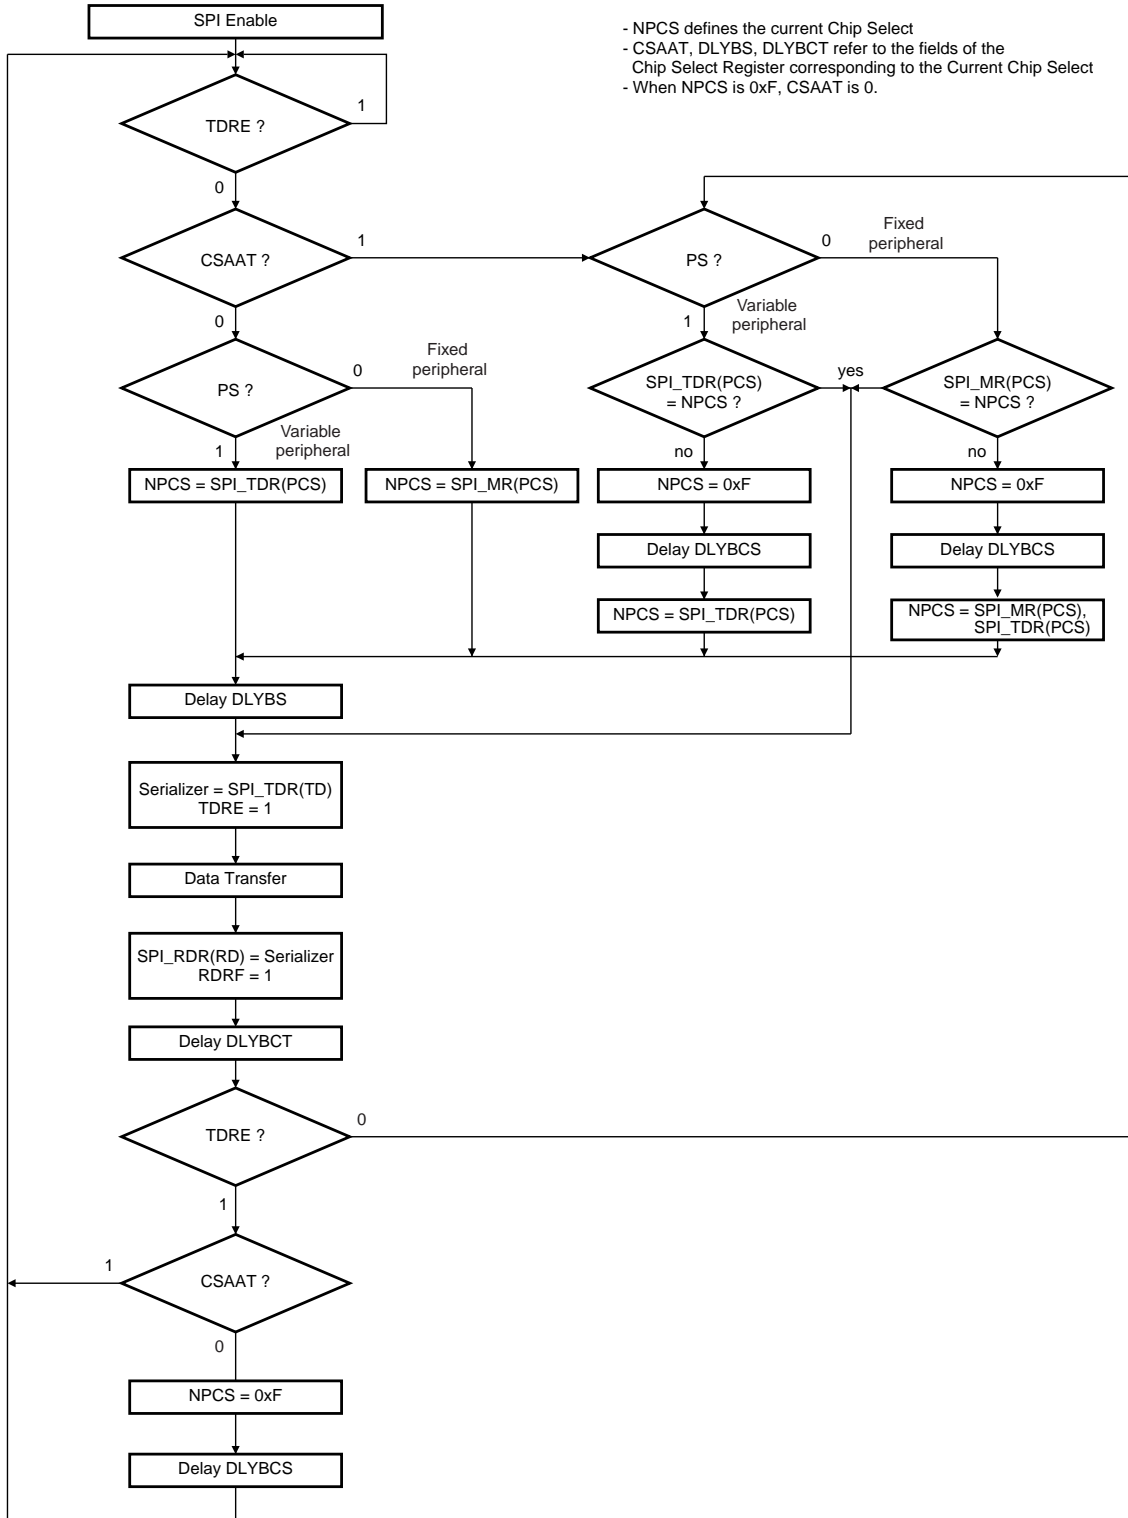 SPI Enable
- NPCS defines the current Chip Select
- CSAAT, DLYBS, DLYBCT refer to the fields of the
Chip Select Register corresponding to the Current Chip Select
- When NPCS is 0xF, CSAAT is 0.
1
TDRE ?
0
CSAAT ?
1
PS ?
0
Fixed
peripheral
0
1
Variable
peripheral
PS ?
0
Fixed
peripheral
1
Variable
peripheral
SPI_TDR(PCS)
= NPCS ?
yes
SPI_MR(PCS)
= NPCS ?
no
no
NPCS = SPI_TDR(PCS)
NPCS = SPI_MR(PCS)
NPCS = 0xF
NPCS = 0xF
Delay DLYBCS
Delay DLYBCS
NPCS = SPI_TDR(PCS)
NPCS = SPI_MR(PCS),
SPI_TDR(PCS)
Delay DLYBS
Serializer = SPI_TDR(TD)
TDRE = 1
Data Transfer
SPI_RDR(RD) = Serializer
RDRF = 1
Delay DLYBCT
TDRE ?
0
1
CSAAT ?
1
0
NPCS = 0xF
Delay DLYBCS